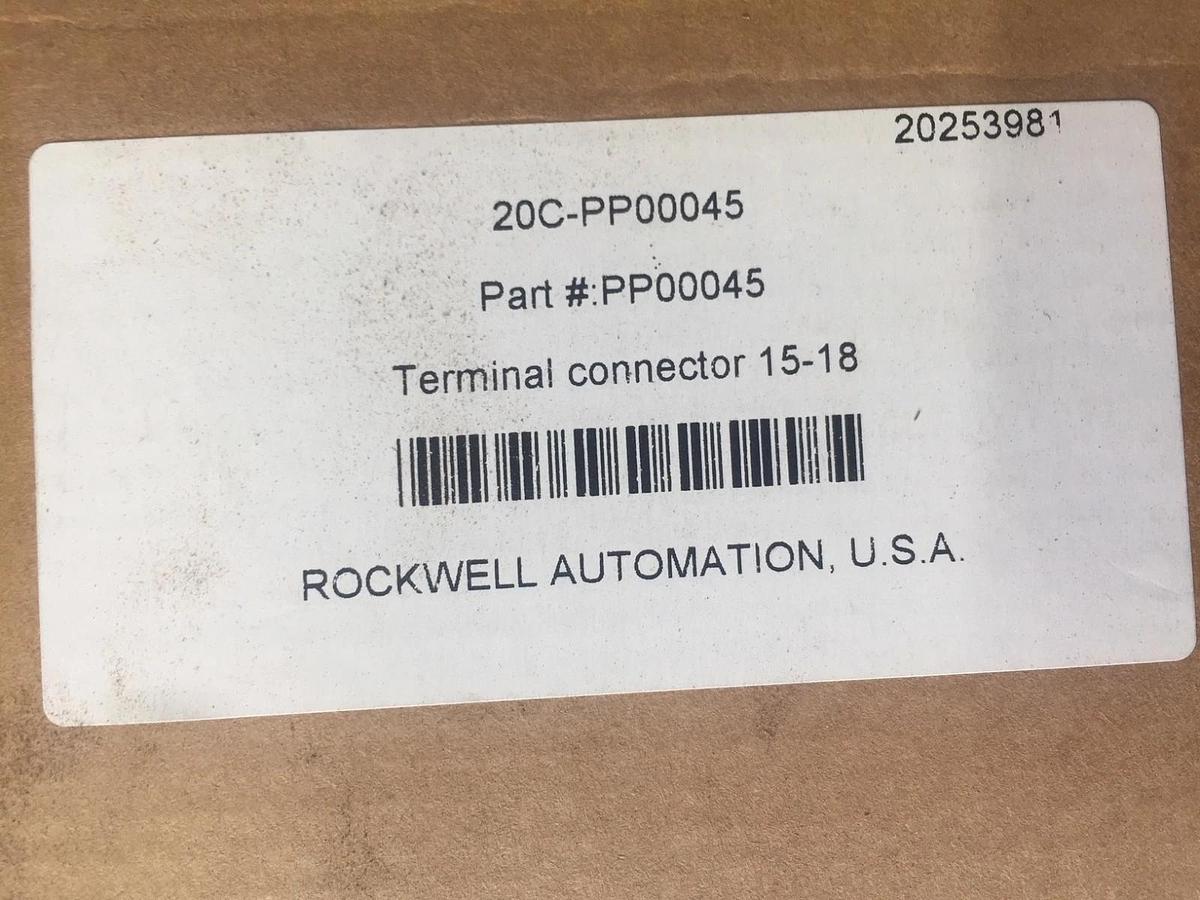 20253981
20C-PP00045
Part #:PP00045
Terminal connector 15-18
ROCKWELL AUTOMATION, U.S.A.